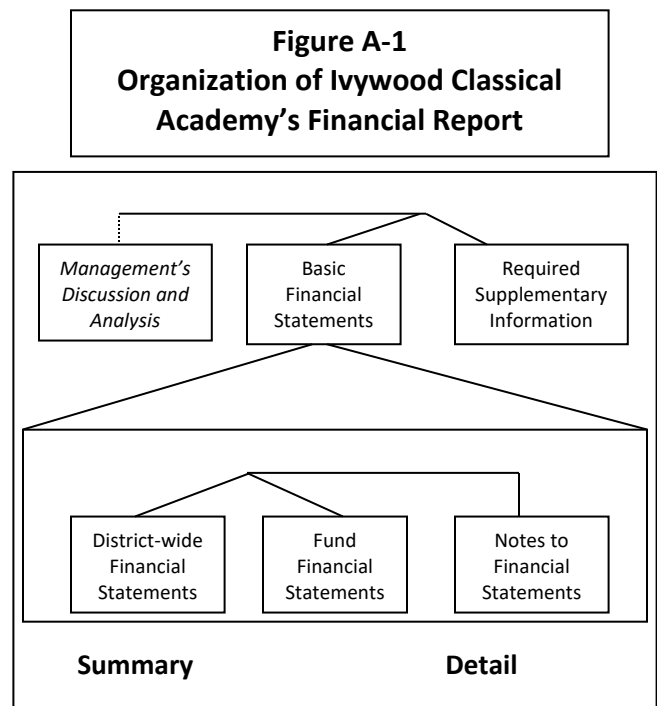 Figure A-1
Organization of Ivywood Classical
Academy’s Financial Report
Management’s
Discussion and
Analysis
Basic
Financial
Statements
Required
Supplementary
Information
District-wide
Financial
Statements
Fund
Financial
Statements
Notes to
Financial
Statements
Summary
Detail